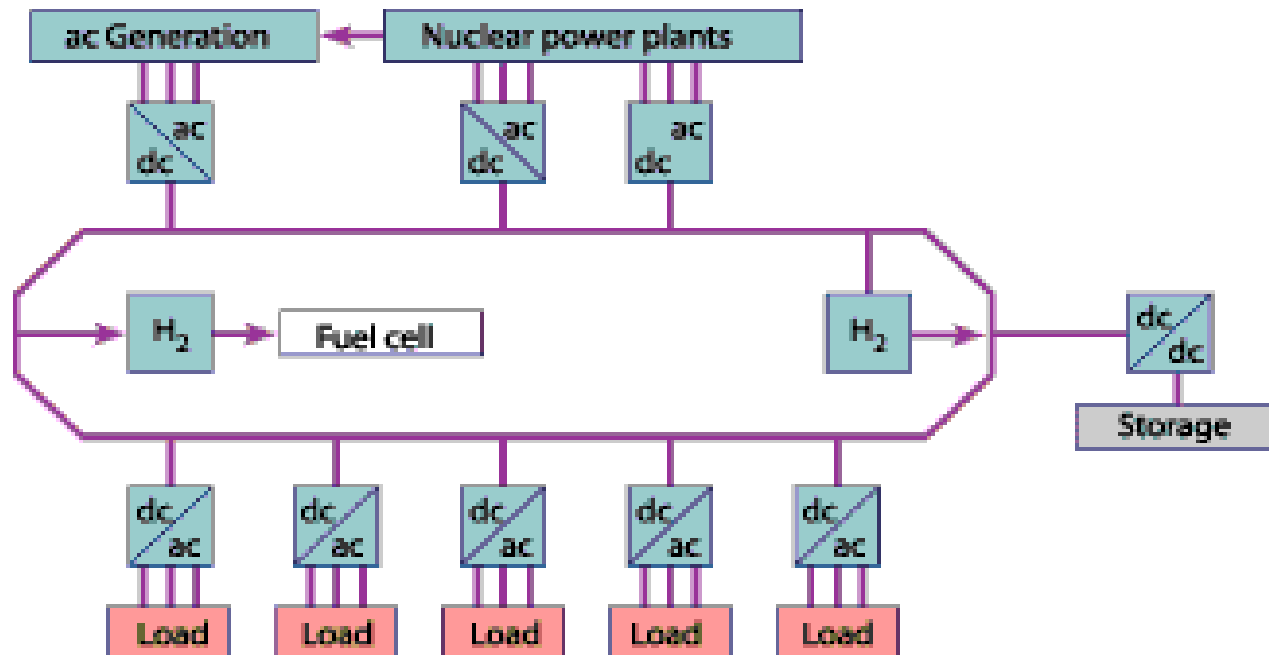 ac Generation
Nuclear power plants
ac
dc
ac
dc
ac
dc
H2
Fuel cell
H2
dc
dc
Storage
dc
ac
dc
ac
dc
ac
dc
ac
dc
ac
Load
Load
Load
Load
Load